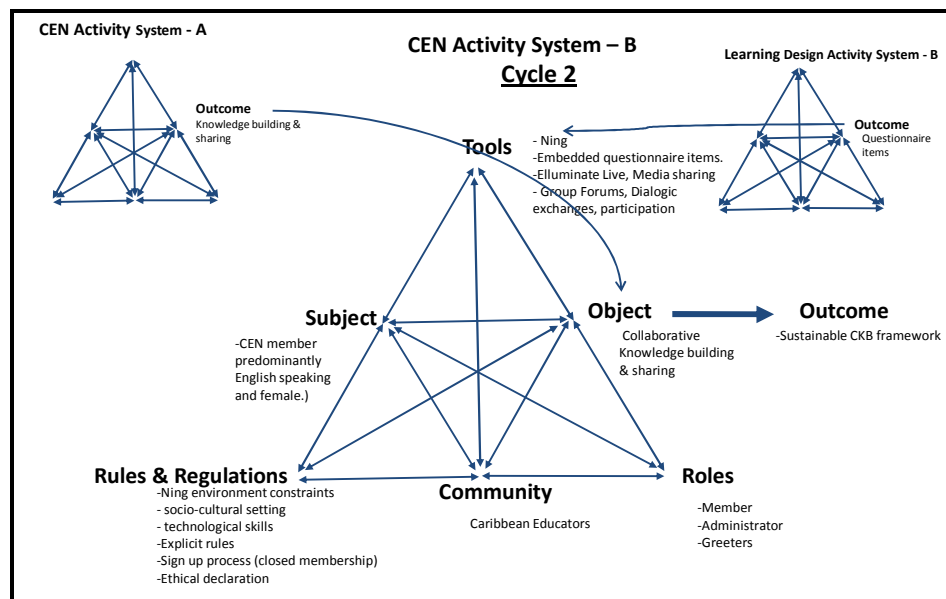 CEN Activity System - A
CEN Activity System – B
Cycle 2
Learning Design Activity System - B
Outcome
Knowledge building &
sharing
Outcome
Questionnaire
items
Tools
- Ning
-Embedded questionnaire items.
-Elluminate Live, Media sharing
- Group Forums, Dialogic
exchanges, participation
Subject
-CEN member
predominantly
English speaking
and female.)
Object
Collaborative
Knowledge building
& sharing
Outcome
-Sustainable CKB framework
Rules & Regulations
-Ning environment constraints
- socio-cultural setting
- technological skills
-Explicit rules
-Sign up process (closed membership)
-Ethical declaration
Community
Caribbean Educators
Roles
-Member
-Administrator
-Greeters